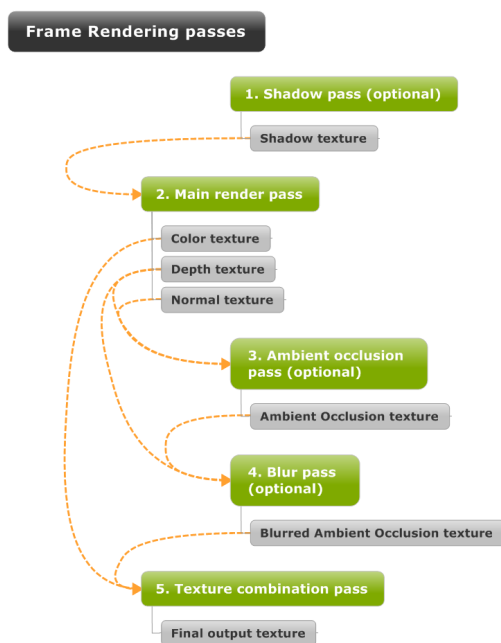 Frame Rendering passes
1. Shadow pass (optional)
Shadow texture
2. Main render pass
Color texture
Depth texture
Normal texture
3. Ambient occlusion
pass (optional)
Ambient Occlusion texture
4. Blur pass
(optional)
Blurred Ambient Occlusion texture
5. Texture combination pass
Final output texture